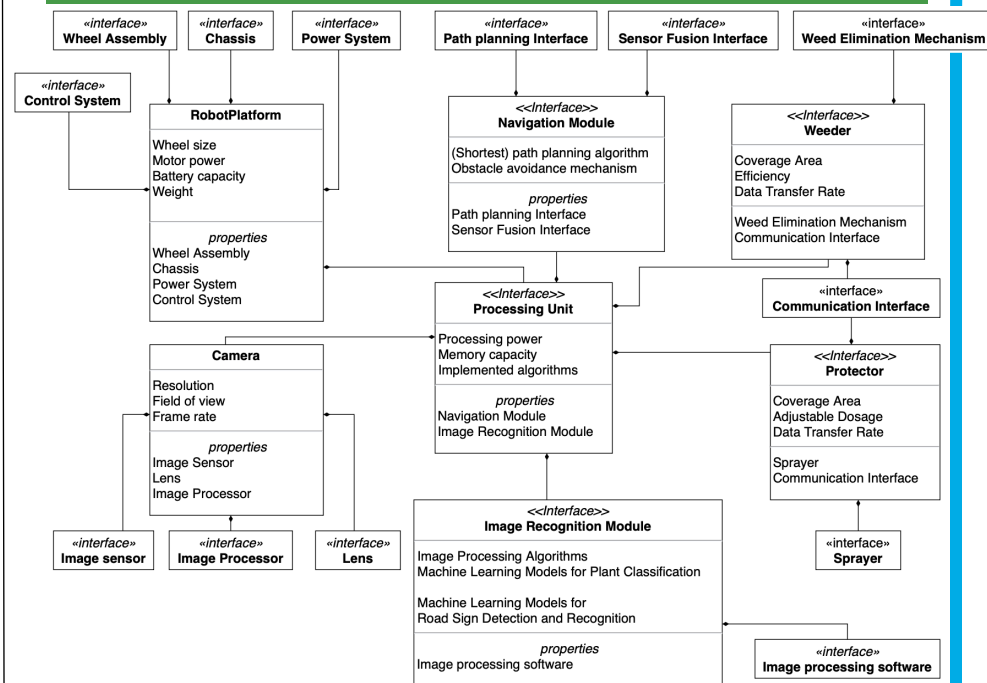 «interface»
Wheel Assembly
«interface»
Chassis
«interface»
Power System
«interface»
Path planning Interface
«interface»
Sensor Fusion Interface
«interface»
Weed Elimination Mechanism
«interface»
Control System
RobotPlatform
Wheel size
Motor power
Battery capacity
Weight
properties
Wheel Assembly
Chassis
Power System
Control System
<<Interface>>
Navigation Module
(Shortest) path planning algorithm
Obstacle avoidance mechanism
properties
Path planning Interface
Sensor Fusion Interface
<<Interface>>
Weeder
Coverage Area
Efficiency
Data Transfer Rate
Weed Elimination Mechanism
Communication Interface
«interface»
Communication Interface
<<Interface>>
Processing Unit
Processing power
Memory capacity
Implemented algorithms
properties
Navigation Module
Image Recognition Module
Camera
Resolution
Field of view
Frame rate
properties
Image Sensor
Lens
Image Processor
<<Interface>>
Protector
Coverage Area
Adjustable Dosage
Data Transfer Rate
Sprayer
Communication Interface
«interface»
Image sensor
«interface»
Image Processor
«interface»
Lens
<<Interface>>
Image Recognition Module
Image Processing Algorithms
Machine Learning Models for Plant Classification
Machine Learning Models for
Road Sign Detection and Recognition
properties
Image processing software
«interface»
Sprayer
«interface»
Image processing software